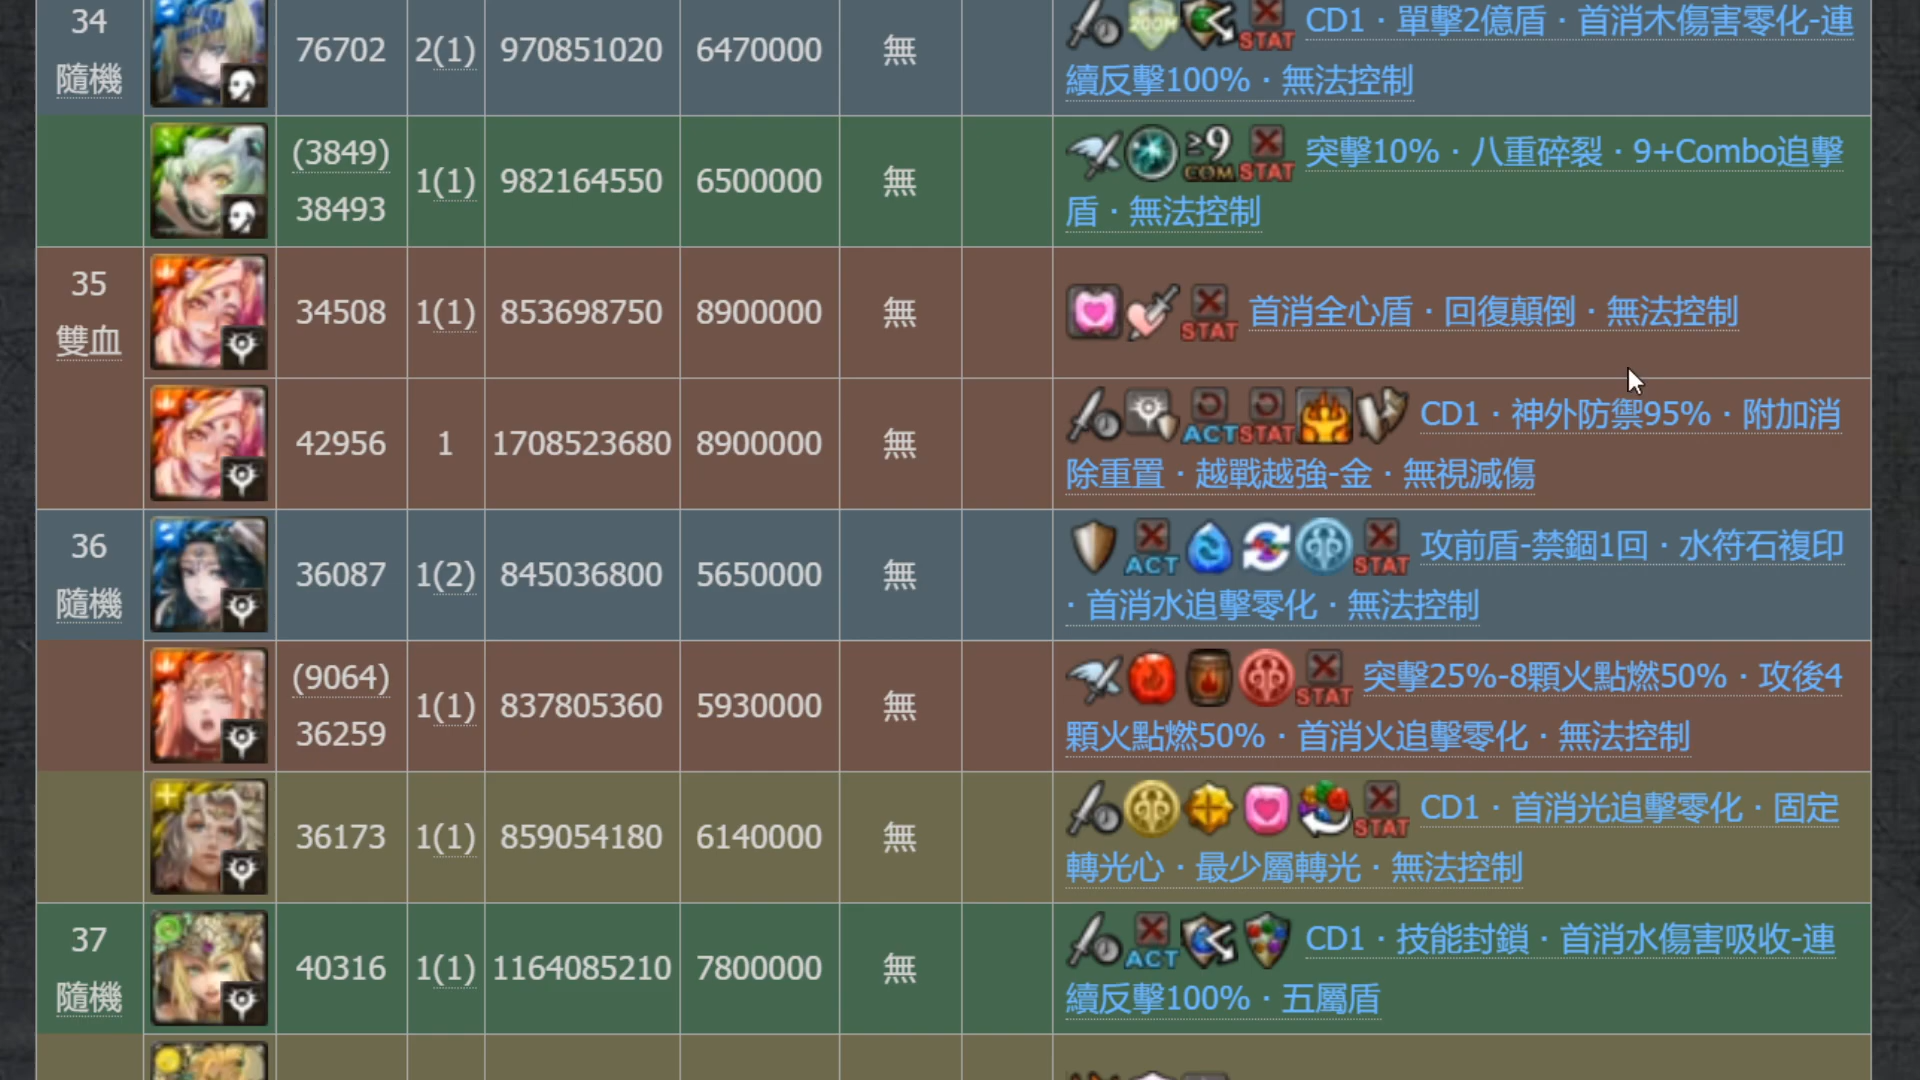 34
隨機
76702
2(1)
970851020
6470000
無
200M
STAT
CD1・單擊2億盾・首消木傷害零化-連
續反擊100%・無法控制
(3849)
38493
1(1)
982164550
6500000
無
≥9
COM
STAT
突擊10%・八重碎裂・9+Combo追擊
盾・無法控制
35
雙血
34508
1(1)
853698750
8900000
無
STAT
首消全心盾・回復顛倒・無法控制
42956
1
1708523680
8900000
無
ACT
STAT
CD1・神外防禦95%・附加消
除重置・越戰越強-金・無視減傷
36
隨機
36087
1(2)
845036800
5650000
無
ACT
STAT
攻前盾-禁錮1回・水符石複印
・首消水追擊零化・無法控制
(9064)
36259
1(1)
837805360
5930000
無
STAT
突擊25%-8顆火點燃50%・攻後4
顆火點燃50%・首消火追擊零化・無法控制
36173
1(1)
859054180
6140000
無
STAT
CD1・首消光追擊零化・固定
轉光心・最少屬轉光・無法控制
37
隨機
40316
1(1)
1164085210
7800000
無
ACT
CD1・技能封鎖・首消水傷害吸收-連
續反擊100%・五屬盾